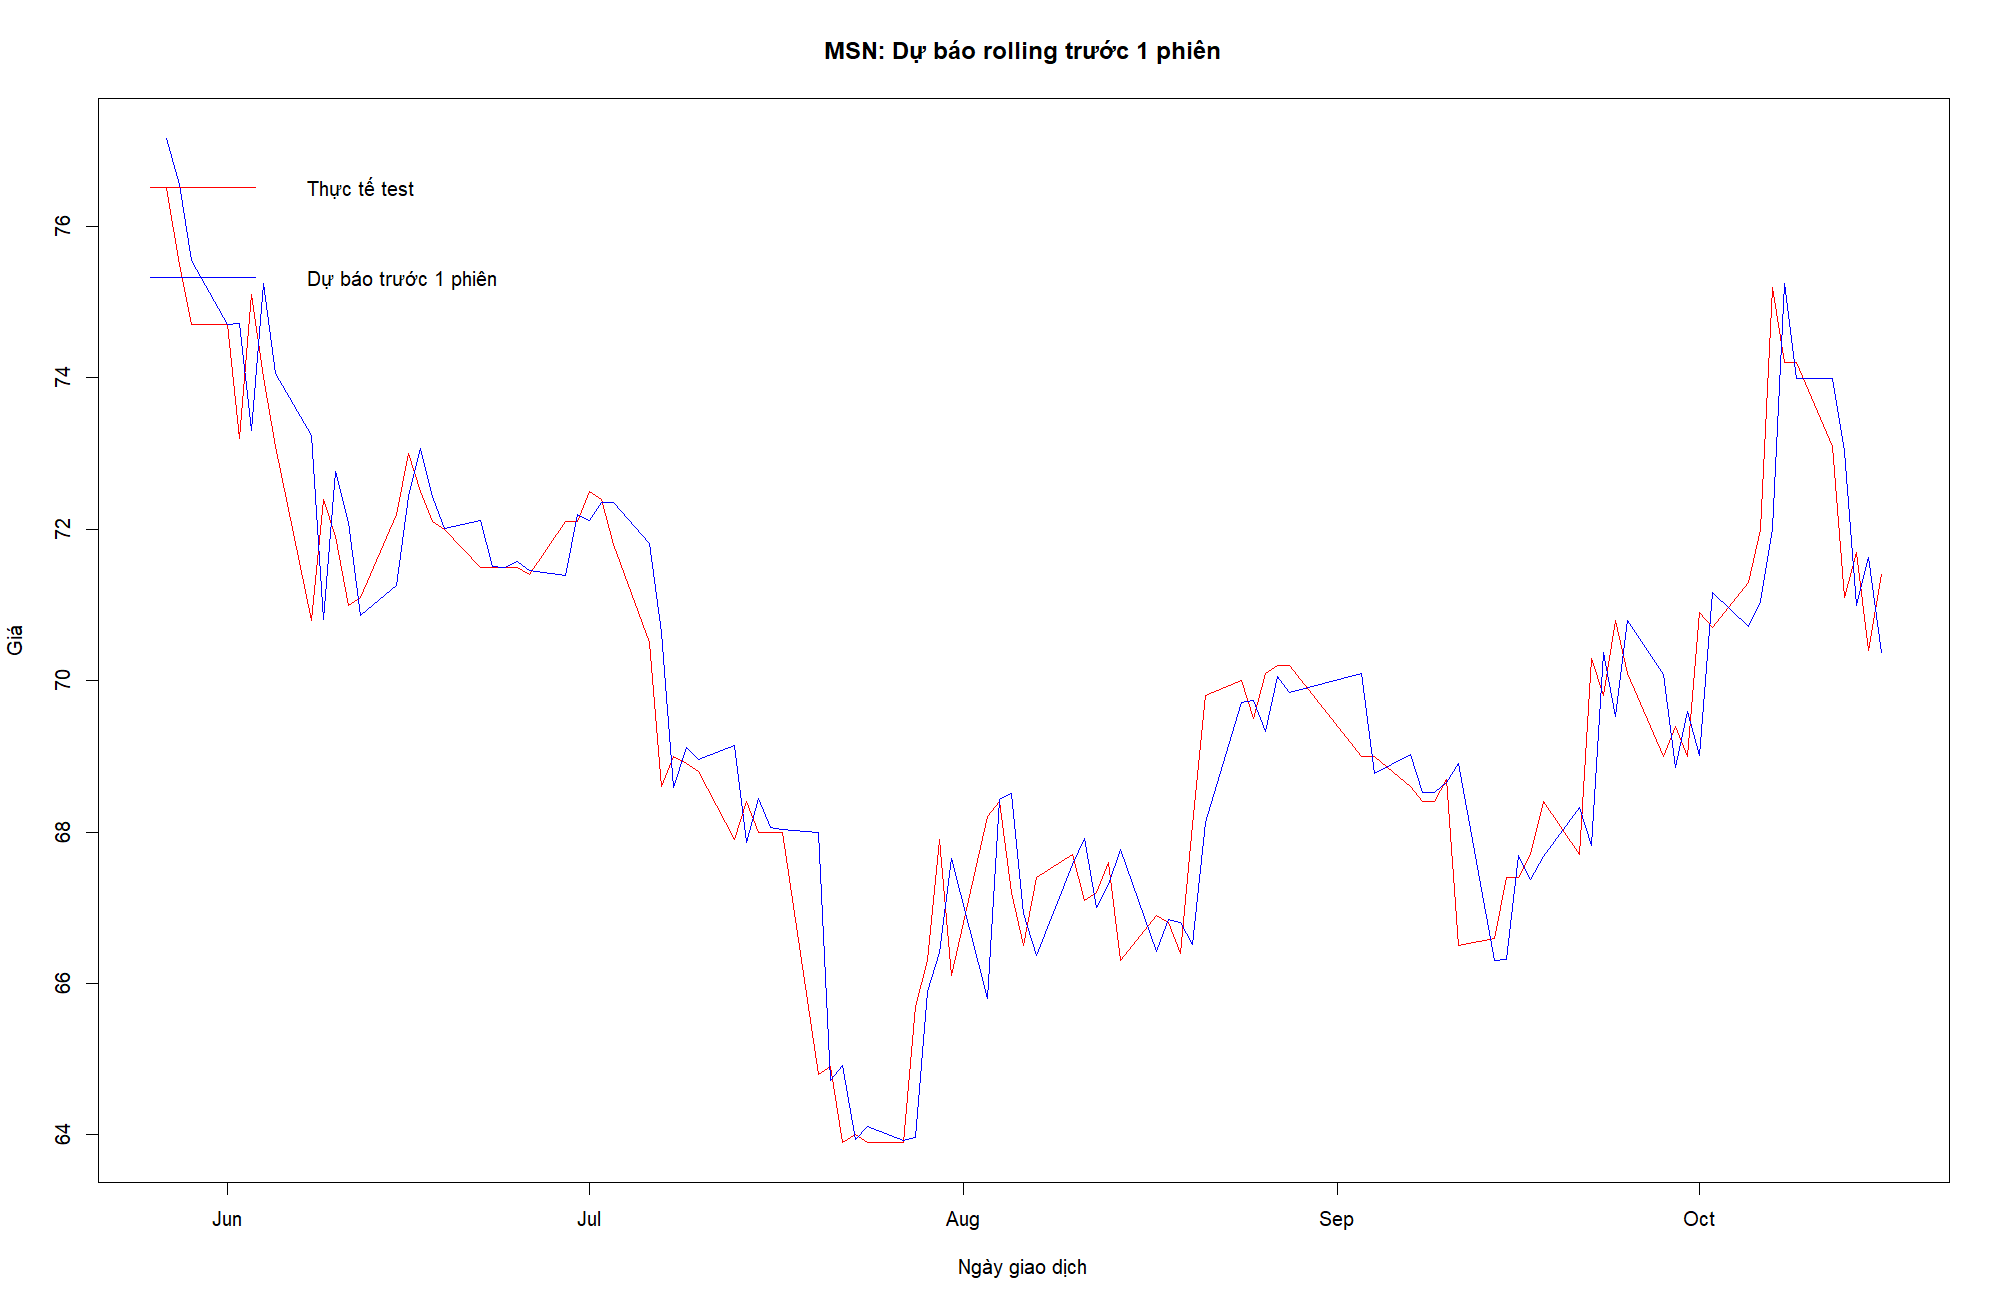 MSN: Dự báo rolling trước 1 phiên
Thực tế test
Dự báo trước 1 phiên
76
74
72
70
68
66
64
Giá
Jun
Jul
Aug
Sep
Oct
Ngày giao dịch